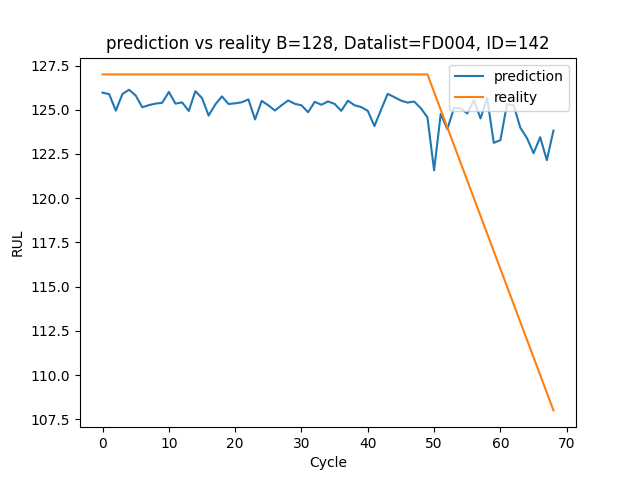 prediction vs reality B=128, Datalist=FD004, ID=142
127.5
125.0
122.5
120.0
117.5
115.0
112.5
110.0
107.5
RUL
prediction
reality
0 10 20 30 40 50 60 70
Cycle